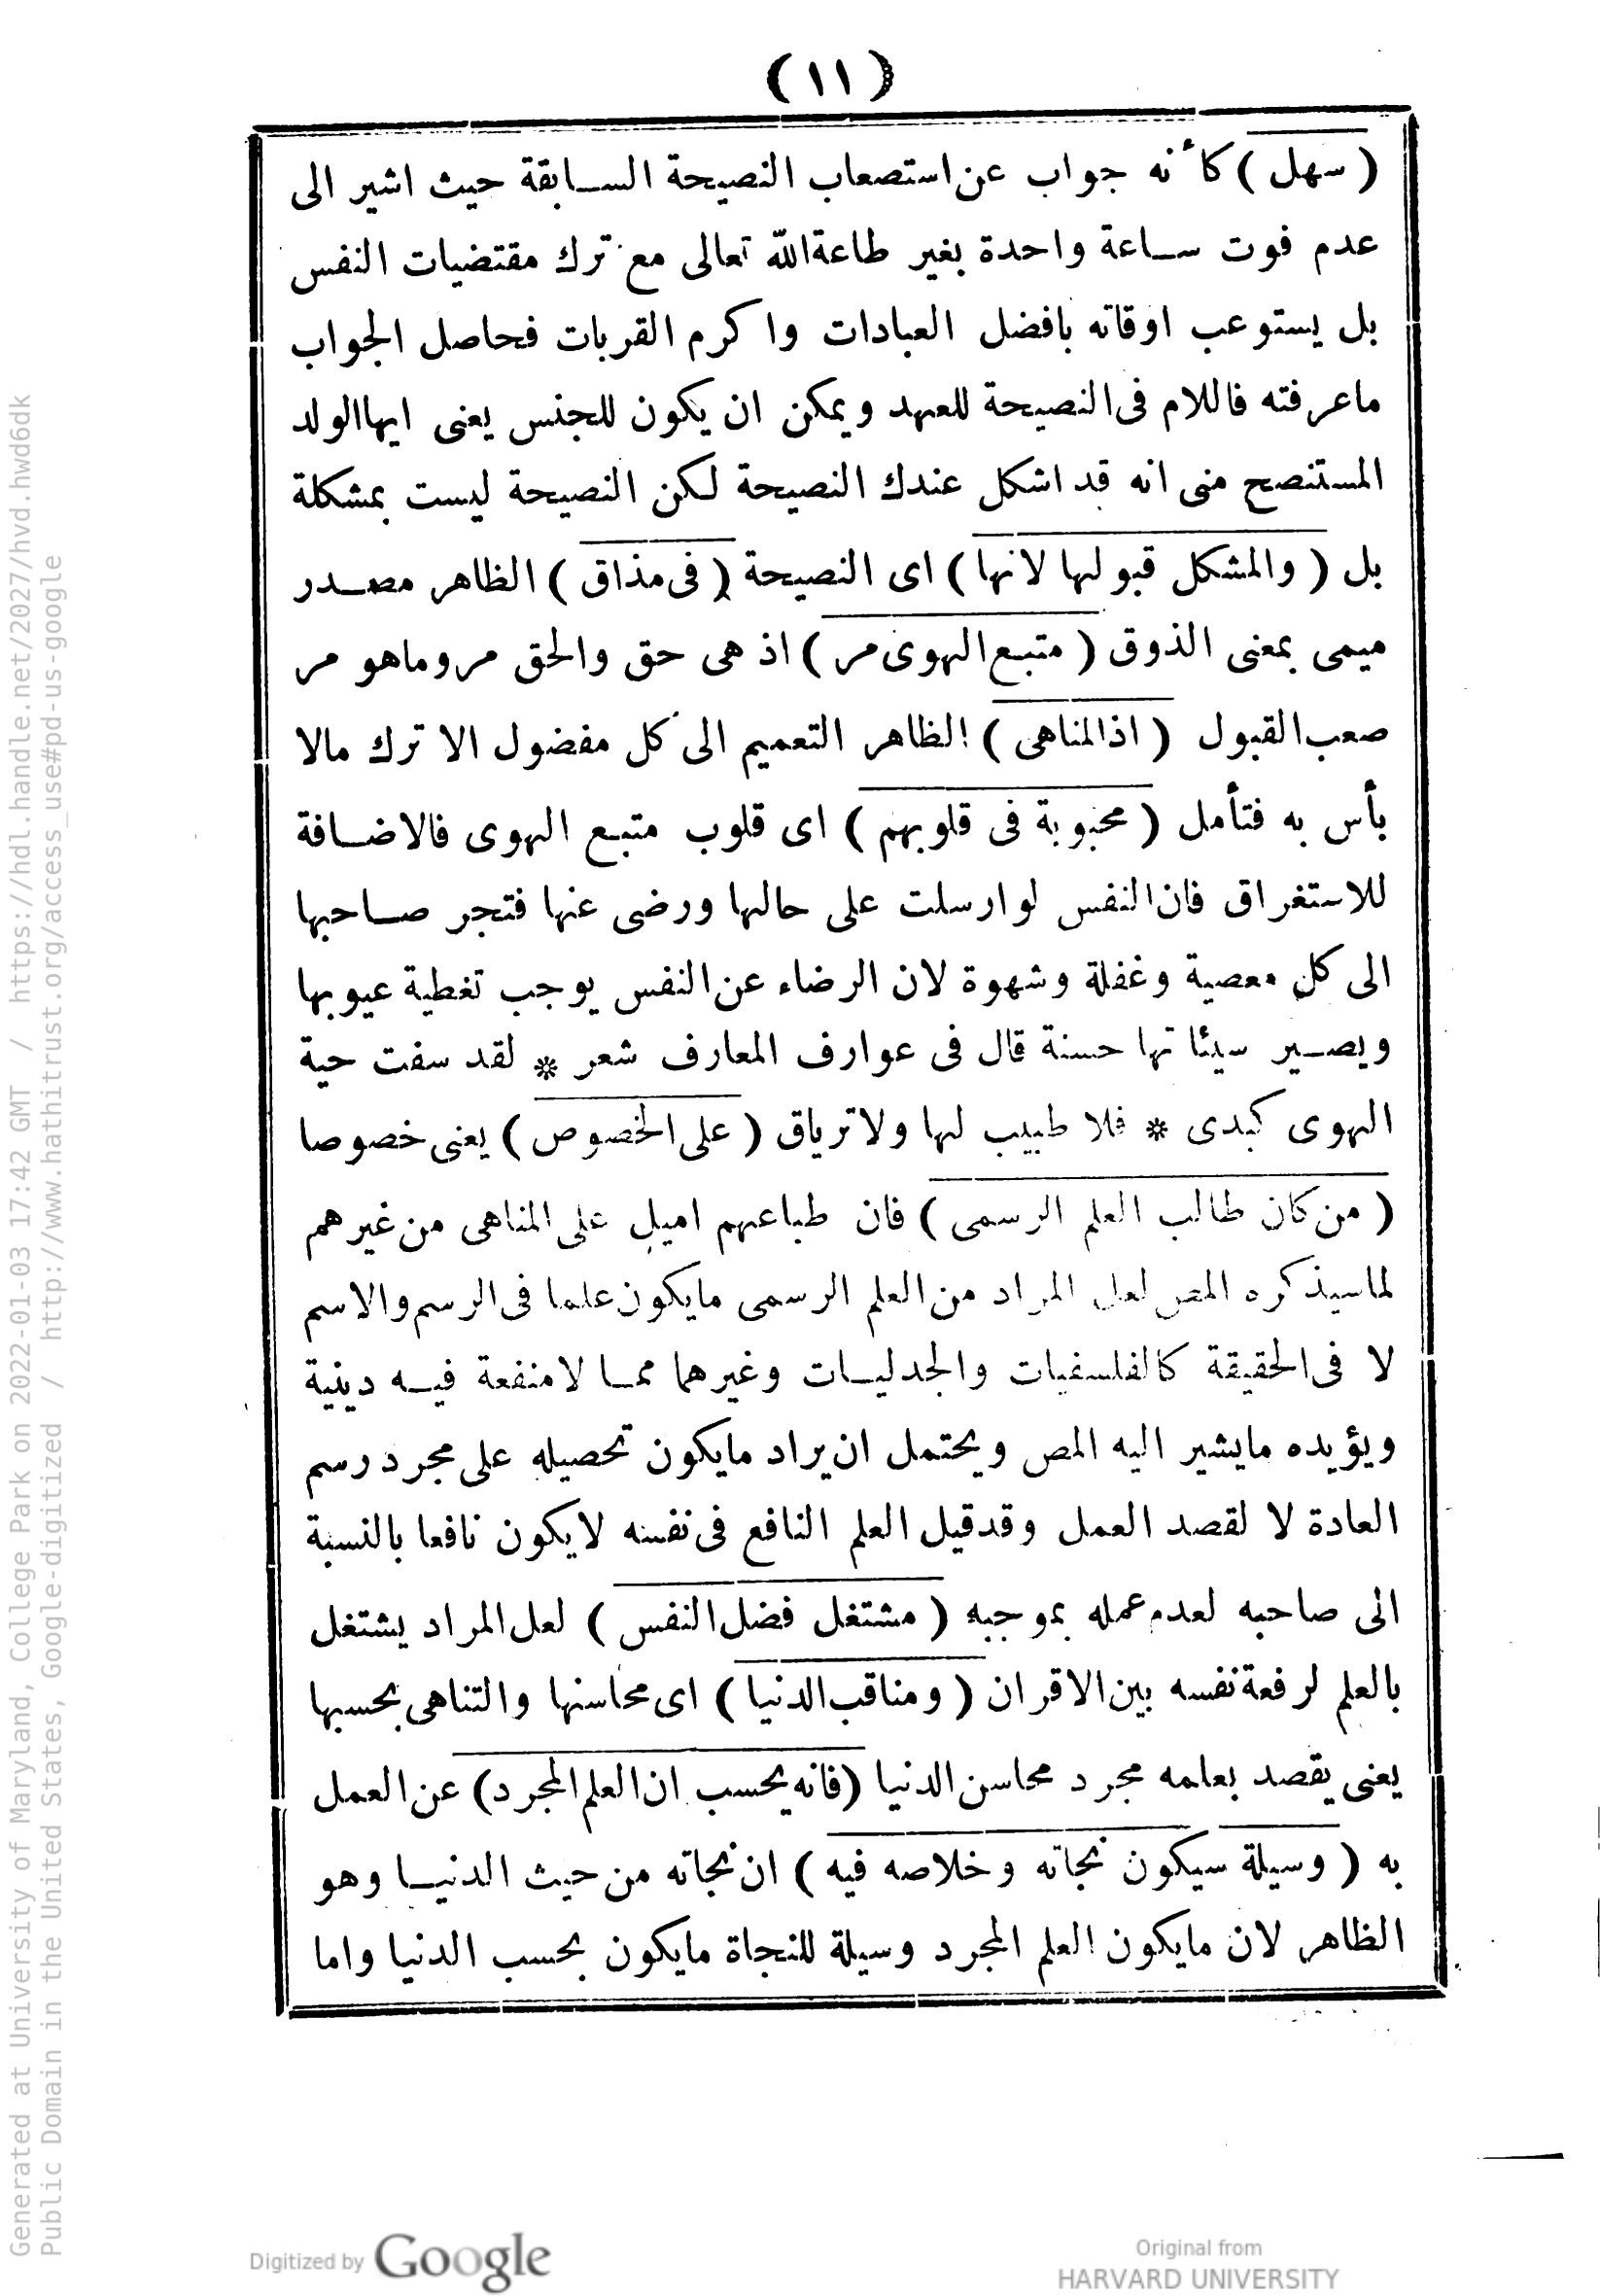 (١١)
( سهل ) كأنه جواب عن استصعاب النصيحة السابقة حيث اشير الى
عدم فوت ساعة واحدة بغير طاعة الله تعالى مع ترك مقتضيات النفس
بل يستوعب اوقاته بافضل العبادات واكرم القربات فحاصل الجواب
ماعرفته فاللام فى النصيحة للعهد ويمكن ان يكون للجنس يعنى ايها الولد
المستنصح منى انه قد اشكل عندك النصيحة لكن النصيحة ليست بمشكلة
بل ( والمشكل قبولها لانها ) اى النصيحة ( فى مذاق ) الظاهر مصدر
ميمى بمعنى الذوق ( متبع الهوى مر ) اذ هى حق والحق مر وماهو مر
صعب القبول ( اذ المناهى ) الظاهر التعميم الى كل مفضول الا ترك مالا
بأس به فتأمل ( محبوبة فى قلوبهم ) اى قلوب متبع الهوى فالاضافة
للاستغراق فان النفس لو ارسلت على حالها ورضى عنها فتجر صاحبها
الى كل معصية وغفلة وشهوة لان الرضاء عن النفس يوجب تغطية عيوبها
ويصير سيئاتها حسنة قال فى عوارف المعارف شعر * لقد سفت حية
الهوى كبدى * فلا طبيب لها ولا ترياق ( على الخصوص ) يعنى خصوصا
( من كان طالب العلم الرسمى ) فان طباعهم اميل على المناهى من غيرهم
لما سيذكره المص لعل المراد من العلم الرسمى مايكون علما فى الرسم والاسم
لا فى الحقيقة كالفلسفيات والجدليات وغيرهما مما لا منفعة فيه دينية
ويؤيده مايشير اليه المص ويحتمل ان يراد مايكون تحصيله على مجرد رسم
العادة لا لقصد العمل وقد قيل العلم النافع فى نفسه لا يكون نافعا بالنسبة
الى صاحبه لعدم عمله بموجبه ( مشتغل فضل النفس ) لعل المراد يشتغل
بالعلم لرفعة نفسه بين الاقران ( ومناقب الدنيا ) اى محاسنها والتناهى بحسبها
يعنى يقصد بعلمه مجرد محاسن الدنيا (فانه يحسب ان العلم المجرد) عن العمل
به ( وسيلة سيكون نجاته وخلاصه فيه ) ان نجاته من حيث الدنيا وهو
الظاهر لان مايكون العلم المجرد وسيلة للنجاة مايكون بحسب الدنيا واما
Generated at University of Maryland, College Park on 2022-01-03 17:42 GMT / https://hdl.handle.net/2027/hvd.hwd6dk
Public Domain in the United States, Google-digitized / http://www.hathitrust.org/access_use#pd-us-google
Digitized by Google
Original from
HARVARD UNIVERSITY